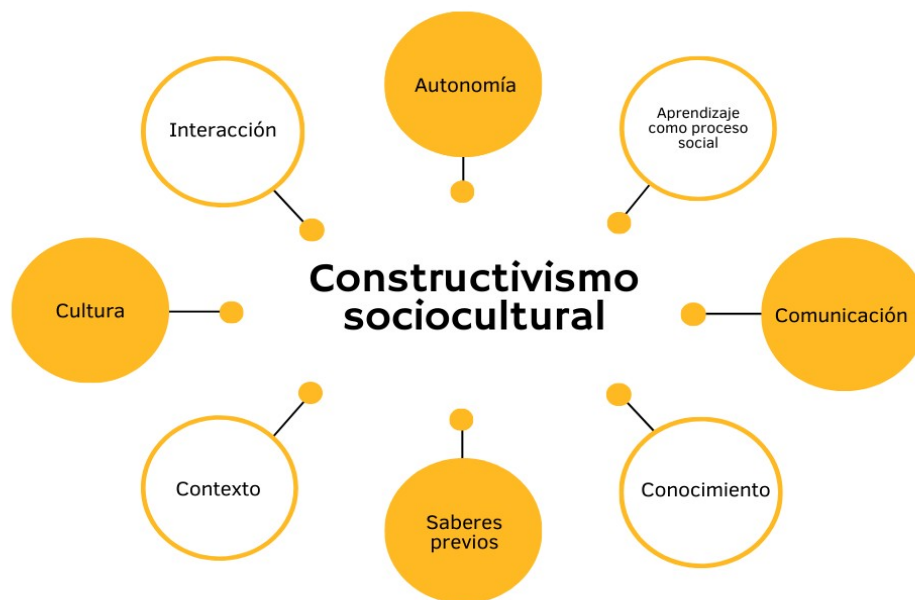 Autonomía
Interacción
Aprendizaje
como proceso
social
Constructivismo
sociocultural
Cultura
Comunicación
Contexto
Saberes
previos
Conocimiento